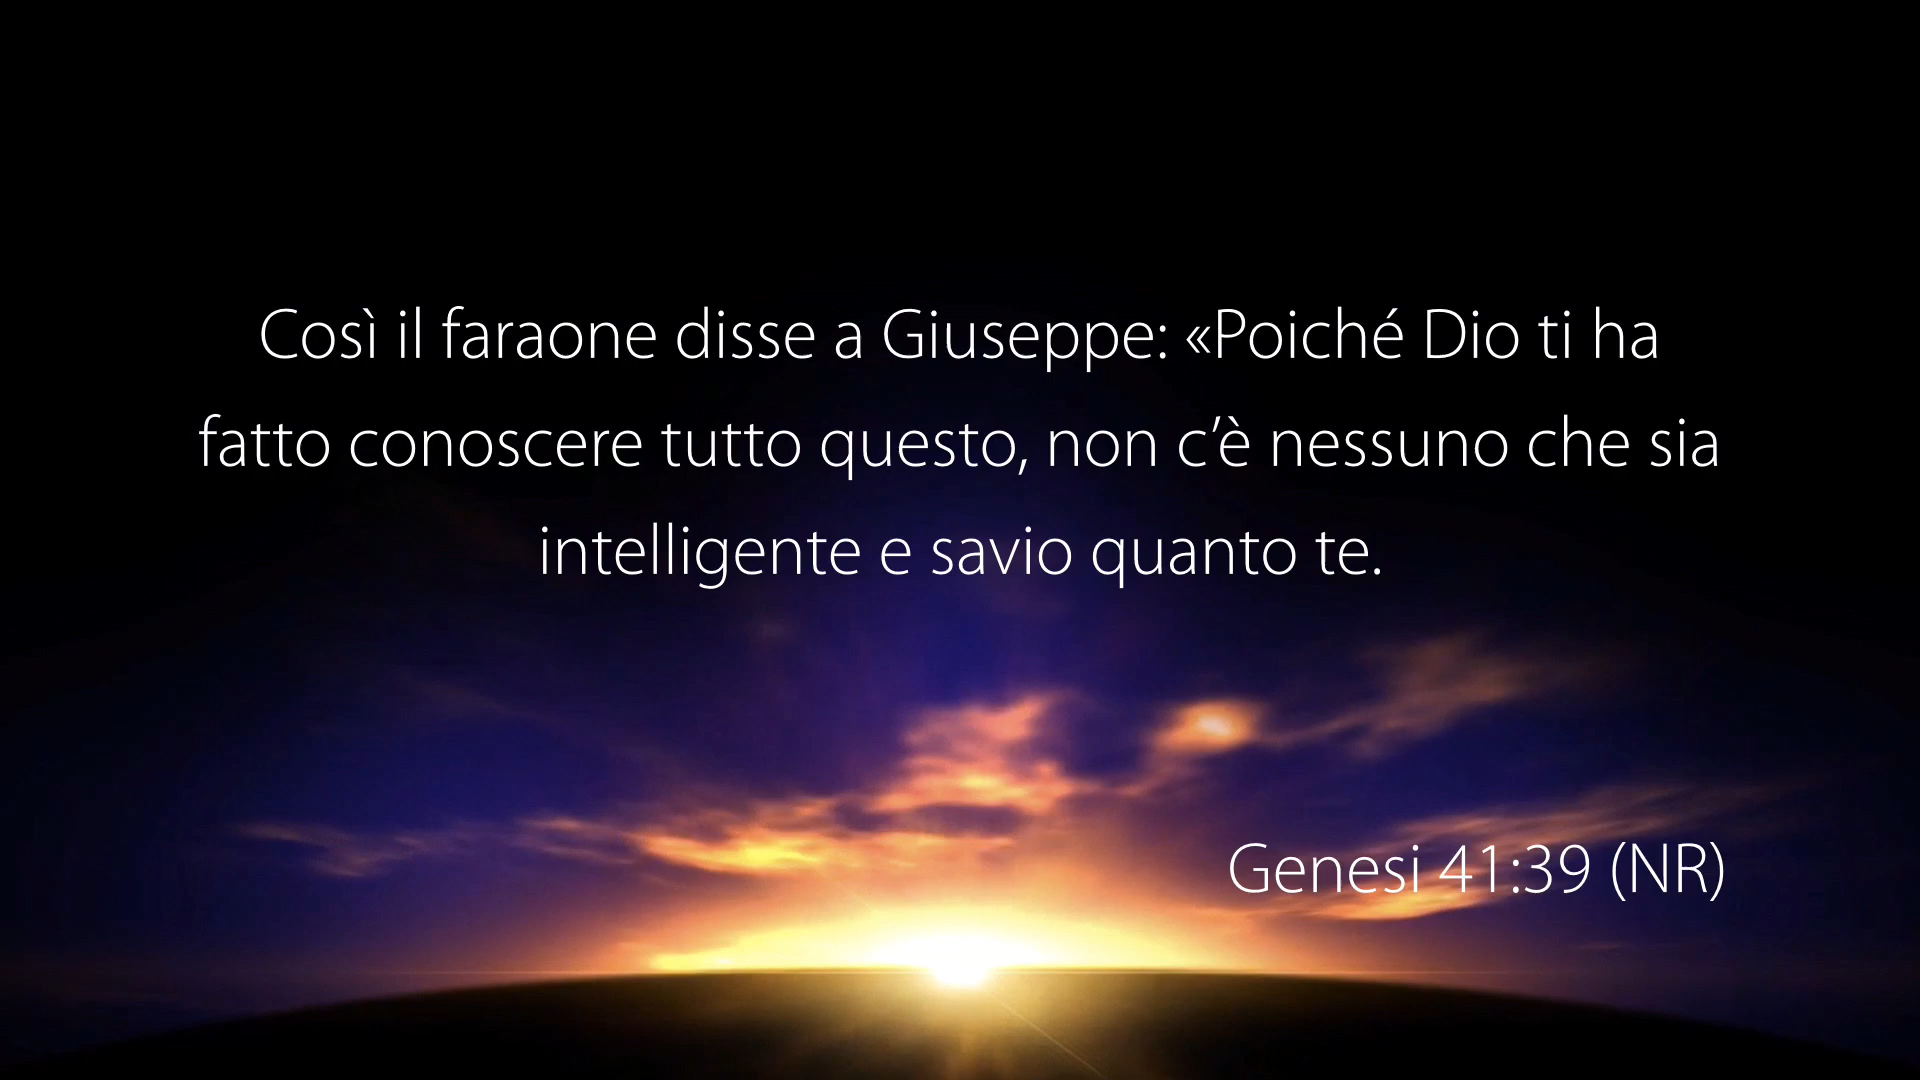 Così il faraone disse a Giuseppe: «Poiché Dio ti ha
fatto conoscere tutto questo, non c’è nessuno che sia
intelligente e savio quanto te.
Genesi 41:39 (NR)